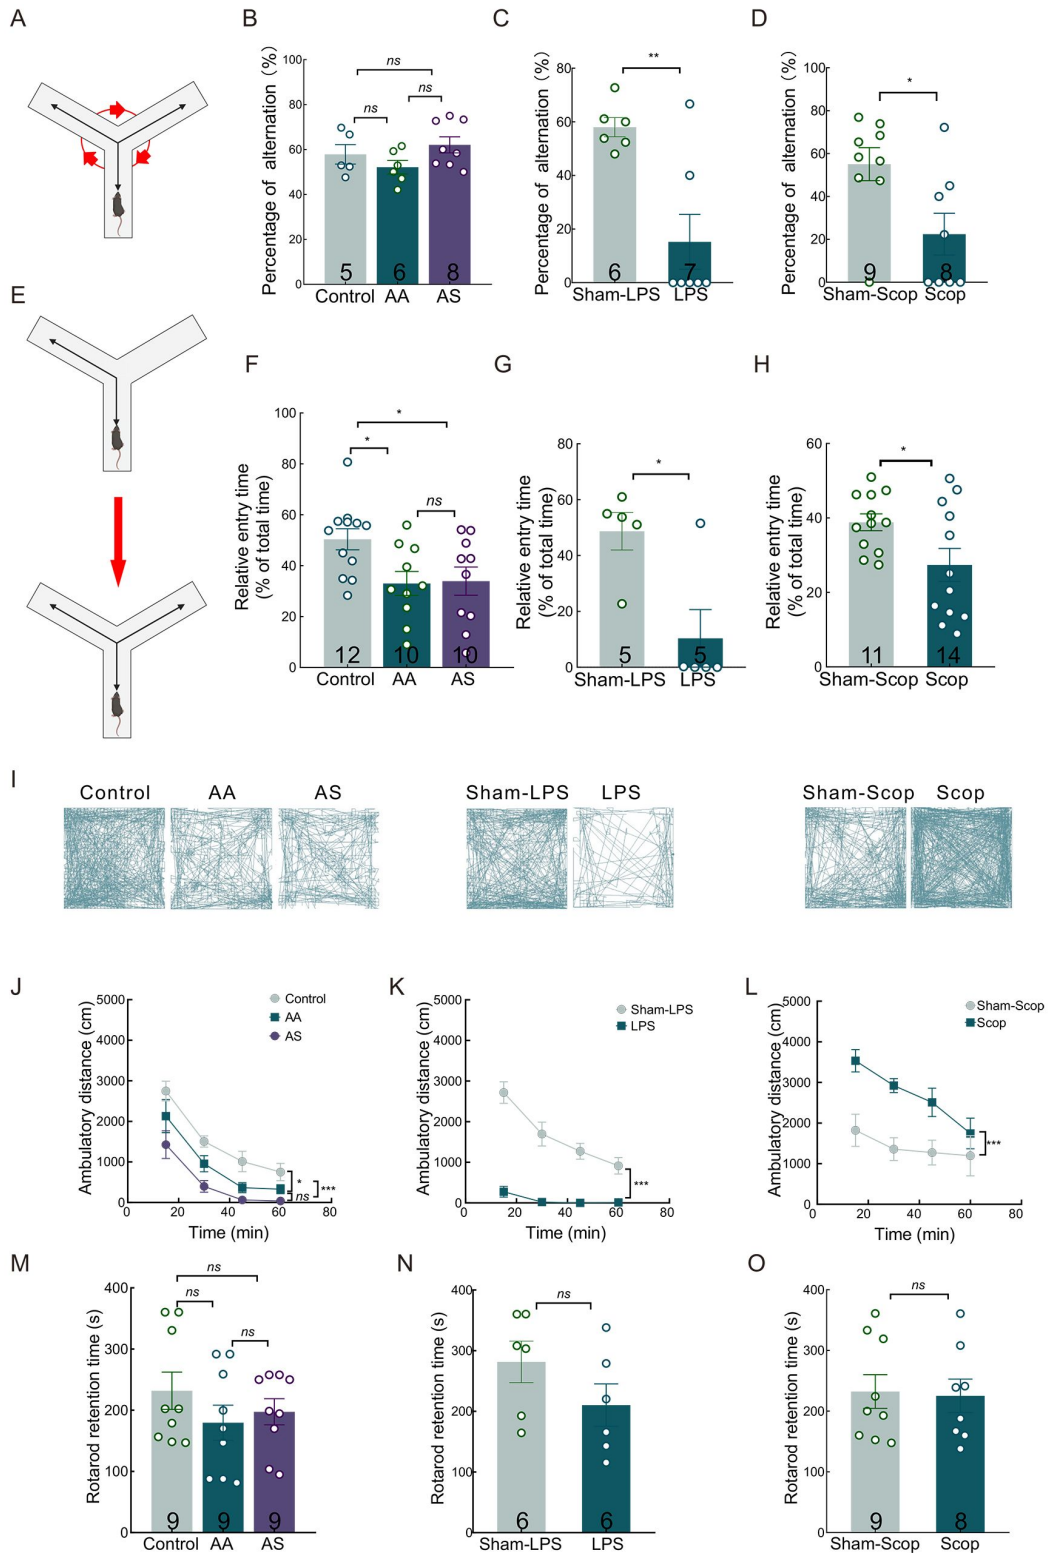 A
B
C
D
Percentage of alternation (%)
100
80
60
40
20
0
ns
ns
ns
5
6
8
Control
AA
AS
Percentage of alternation (%)
80
60
40
20
0
**
6
7
Sham-LPS
LPS
Percentage of alternation (%)
100
80
60
40
20
0
*
9
8
Sham-Scop
Scop
E
F
G
H
Relative entry time
(% of total time)
100
80
60
40
20
0
*
*
ns
12
10
10
Control
AA
AS
Relative entry time
(% of total time)
80
60
40
20
0
*
5
5
Sham-LPS
LPS
Relative entry time
(% of total time)
60
40
20
0
*
11
14
Sham-Scop
Scop
I
Control
AA
AS
Sham-LPS
LPS
Sham-Scop
Scop
J
K
L
Ambulatory distance (cm)
5000
4000
3000
2000
1000
0
Control
AA
AS
*
ns
***
0
20
40
60
80
Time (min)
Ambulatory distance (cm)
5000
4000
3000
2000
1000
0
Sham-LPS
LPS
***
0
20
40
60
80
Time (min)
Ambulatory distance (cm)
5000
4000
3000
2000
1000
0
Sham-Scop
Scop
***
0
20
40
60
80
Time (min)
M
N
O
Rotarod retention time (s)
400
300
200
100
0
ns
ns
ns
9
9
9
Control
AA
AS
Rotarod retention time (s)
400
300
200
100
0
ns
6
6
Sham-LPS
LPS
Rotarod retention time (s)
400
300
200
100
0
ns
9
8
Sham-Scop
Scop